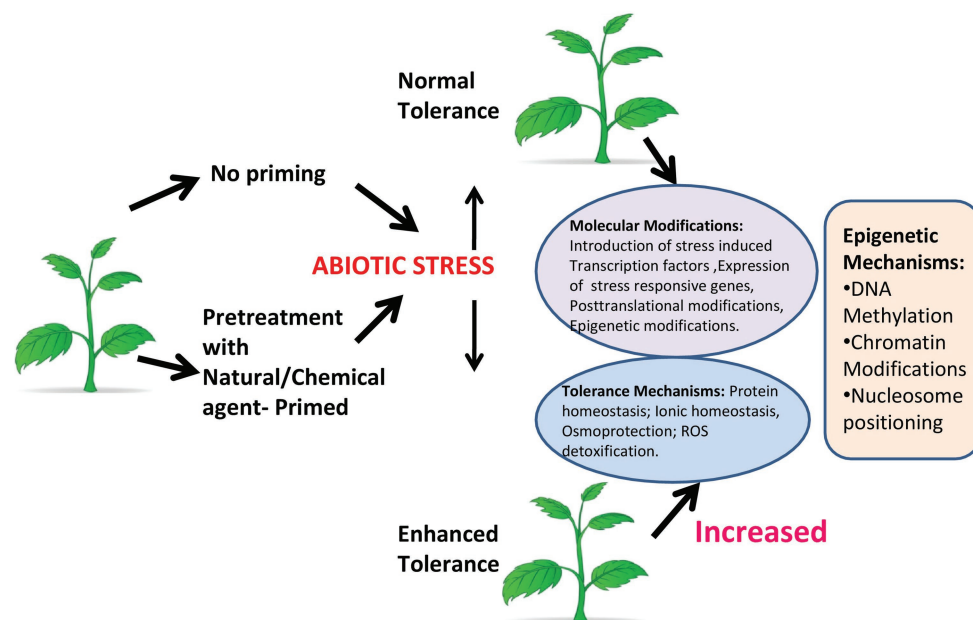 Normal
Tolerance
No priming
ABIOTIC STRESS
Pretreatment
with
Natural/Chemical
agent- Primed
Molecular Modifications:
Introduction of stress induced
Transcription factors ,Expression
of stress responsive genes,
Posttranslational modifications,
Epigenetic modifications.
Tolerance Mechanisms: Protein
homeostasis; Ionic homeostasis,
Osmoprotection; ROS
detoxification.
Epigenetic
Mechanisms:
•DNA
Methylation
•Chromatin
Modifications
•Nucleosome
positioning
Enhanced
Tolerance
Increased